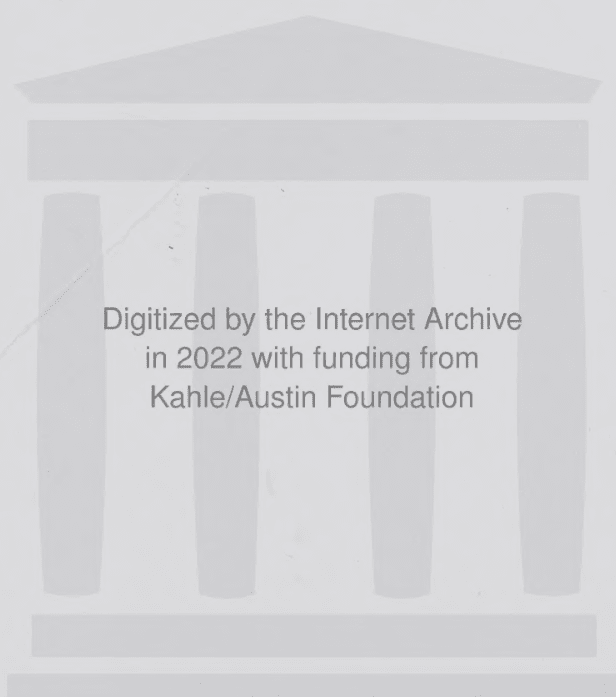 Digitized by the Internet Archive
in 2022 with funding from
Kahle/Austin Foundation